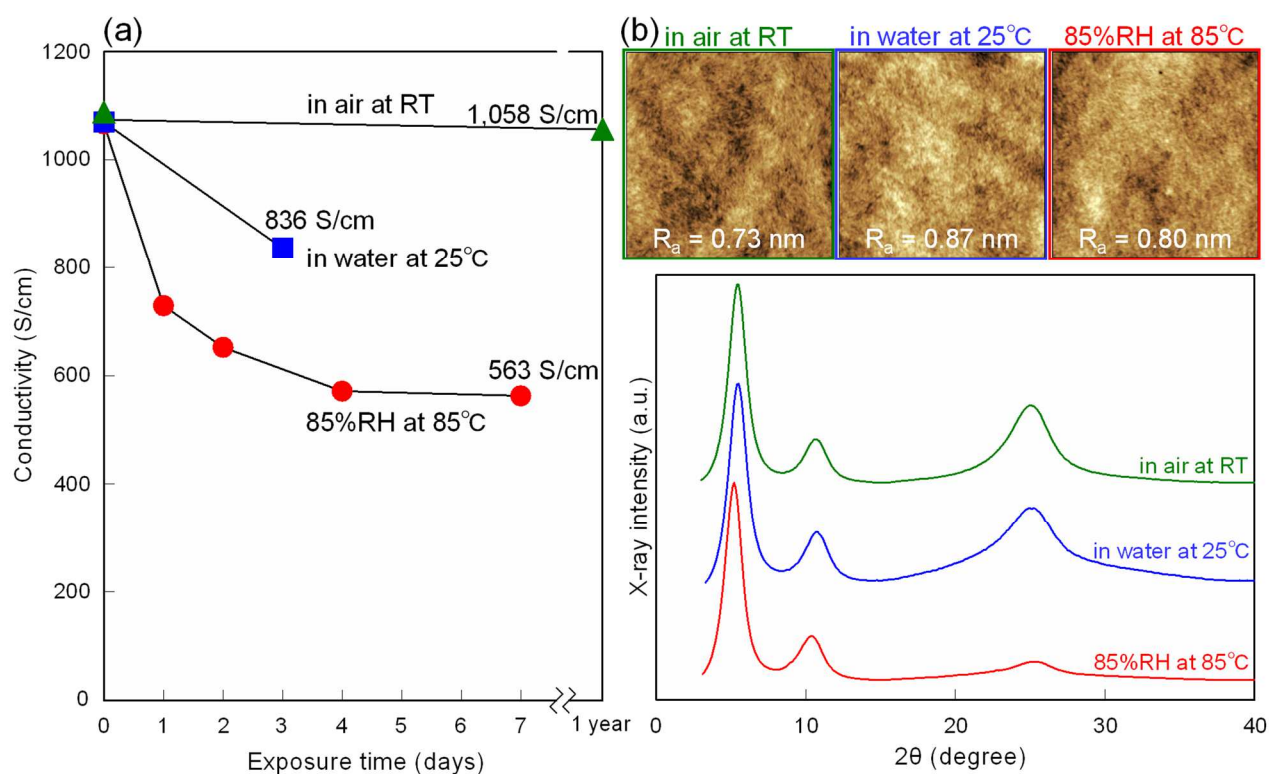 (a)
1200
1000
800
600
400
200
0
Conductivity (S/cm)
in air at RT
1,058 S/cm
836 S/cm
in water at 25℃
563 S/cm
85%RH at 85℃
0 1 2 3 4 5 6 7 1 year
Exposure time (days)
(b)
in air at RT in water at 25℃ 85%RH at 85℃
Rₐ = 0.73 nm Rₐ = 0.87 nm Rₐ = 0.80 nm
X-ray intensity (a.u.)
in air at RT
in water at 25℃
85%RH at 85℃
0 10 20 30 40
2θ (degree)